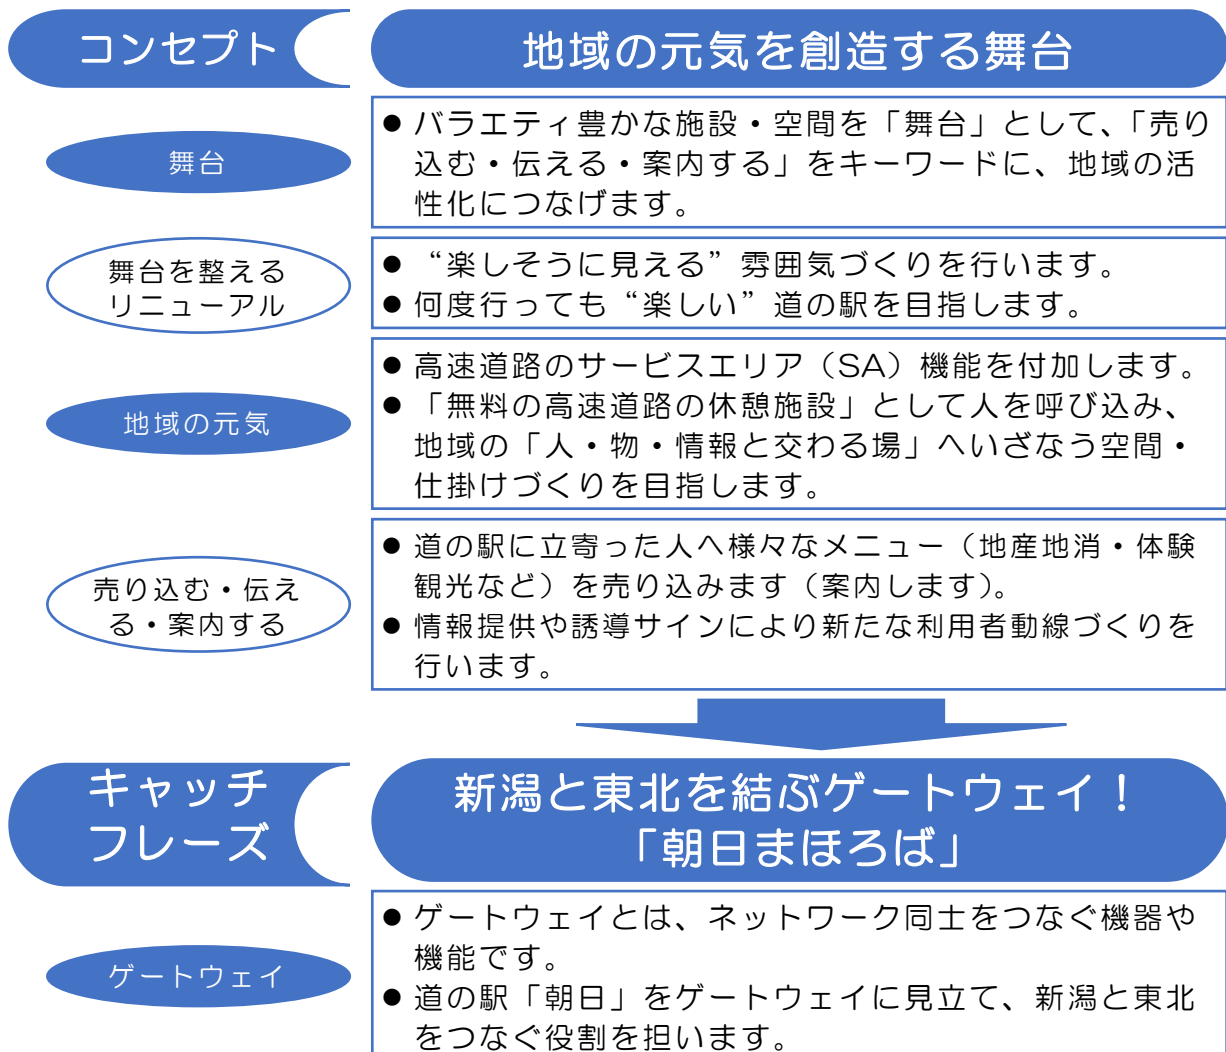 コンセプト
地域の元気を創造する舞台
舞台
● バラエティ豊かな施設・空間を「舞台」として、「売り
込む・伝える・案内する」をキーワードに、地域の活
性化につなげます。
舞台を整える
リニューアル
● “楽しそうに見える”雰囲気づくりを行います。
● 何度行っても“楽しい”道の駅を目指します。
地域の元気
● 高速道路のサービスエリア（SA）機能を付加します。
● 「無料の高速道路の休憩施設」として人を呼び込み、
地域の「人・物・情報と交わる場」へいざなう空間・
仕掛けづくりを目指します。
売り込む・伝え
る・案内する
● 道の駅に立寄った人へ様々なメニュー（地産地消・体験
観光など）を売り込みます（案内します）。
● 情報提供や誘導サインにより新たな利用者動線づくりを
行います。
キャッチ
フレーズ
新潟と東北を結ぶゲートウェイ！
「朝日まほろば」
ゲートウェイ
● ゲートウェイとは、ネットワーク同士をつなぐ機器や
機能です。
● 道の駅「朝日」をゲートウェイに見立て、新潟と東北
をつなぐ役割を担います。